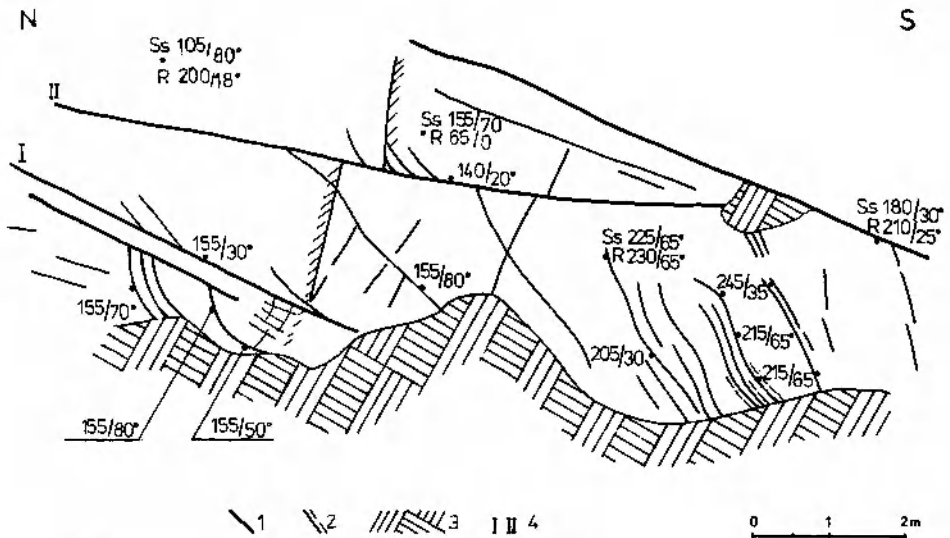 N
S
Ss 105/80°
R 200/18°
II
Ss 155/70
R 65/0
I
140/20°
Ss 180/30°
R 210/25°
155/30°
Ss 225/65°
R 230/65°
155/80°
245/35°
155/70°
215/65°
205/30
215/65°
155/80°
155/50°
1
2
3
I II 4
0 1 2m